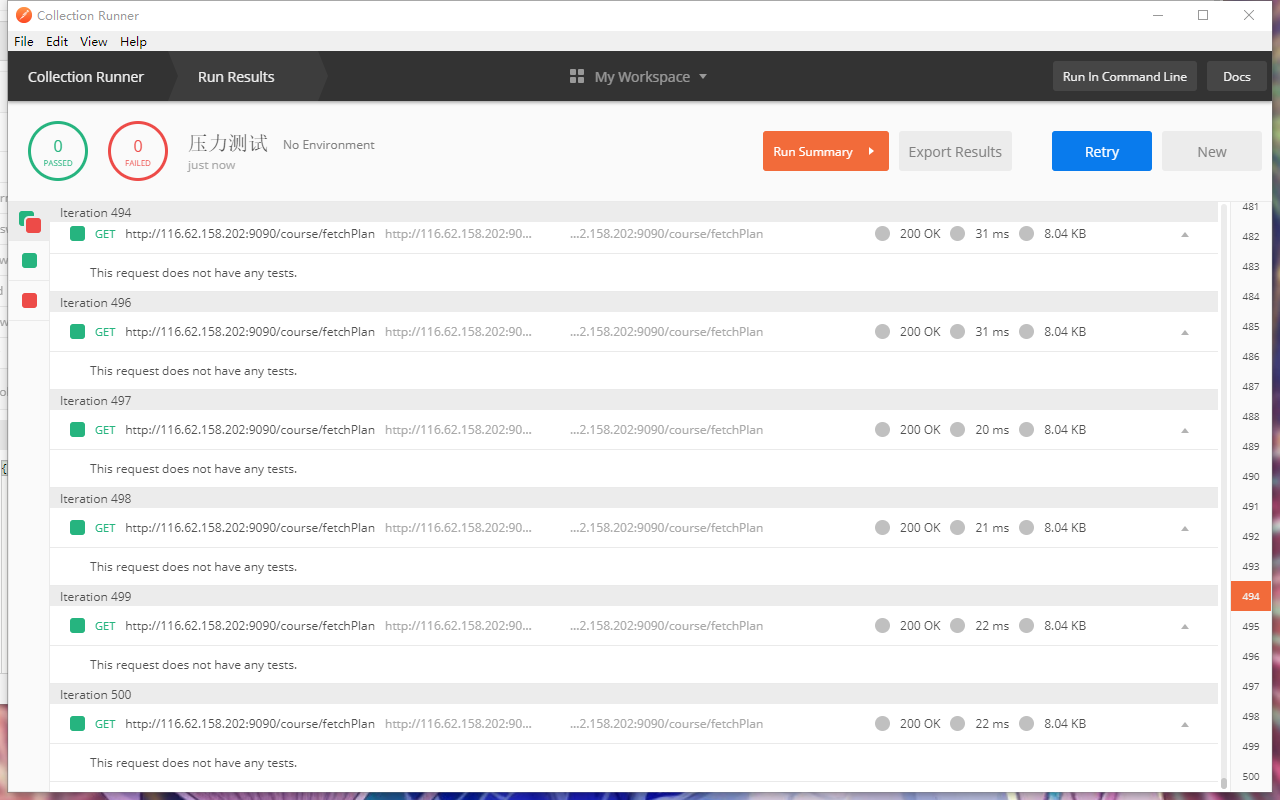 Collection Runner
File Edit View Help
Collection Runner Run Results My Workspace Run In Command Line Docs
0 PASSED 0 FAILED 压力测试 No Environment just now Run Summary Export Results Retry New
Iteration 494
GET http://116.62.158.202:9090/course/fetchPlan http://116.62.158.202:90... ...2.158.202:9090/course/fetchPlan 200 OK 31 ms 8.04 KB
This request does not have any tests.
Iteration 496
GET http://116.62.158.202:9090/course/fetchPlan http://116.62.158.202:90... ...2.158.202:9090/course/fetchPlan 200 OK 31 ms 8.04 KB
This request does not have any tests.
Iteration 497
GET http://116.62.158.202:9090/course/fetchPlan http://116.62.158.202:90... ...2.158.202:9090/course/fetchPlan 200 OK 20 ms 8.04 KB
This request does not have any tests.
Iteration 498
GET http://116.62.158.202:9090/course/fetchPlan http://116.62.158.202:90... ...2.158.202:9090/course/fetchPlan 200 OK 21 ms 8.04 KB
This request does not have any tests.
Iteration 499
GET http://116.62.158.202:9090/course/fetchPlan http://116.62.158.202:90... ...2.158.202:9090/course/fetchPlan 200 OK 22 ms 8.04 KB
This request does not have any tests.
Iteration 500
GET http://116.62.158.202:9090/course/fetchPlan http://116.62.158.202:90... ...2.158.202:9090/course/fetchPlan 200 OK 22 ms 8.04 KB
This request does not have any tests.
481
482
483
484
485
486
487
488
489
490
491
492
493
494
495
496
497
498
499
500